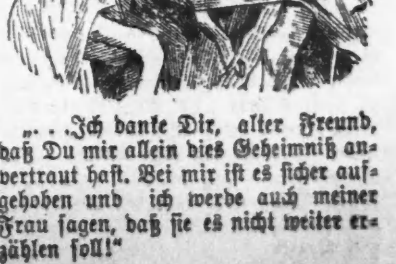 „. . .Ich danke Dir, alter Freund,
daß Du mir allein dies Geheimniß an-
vertraut hast. Bei mir ist es sicher auf-
gehoben und ich werde auch meiner
Frau sagen, daß sie es nicht weiter er-
zählen soll!“